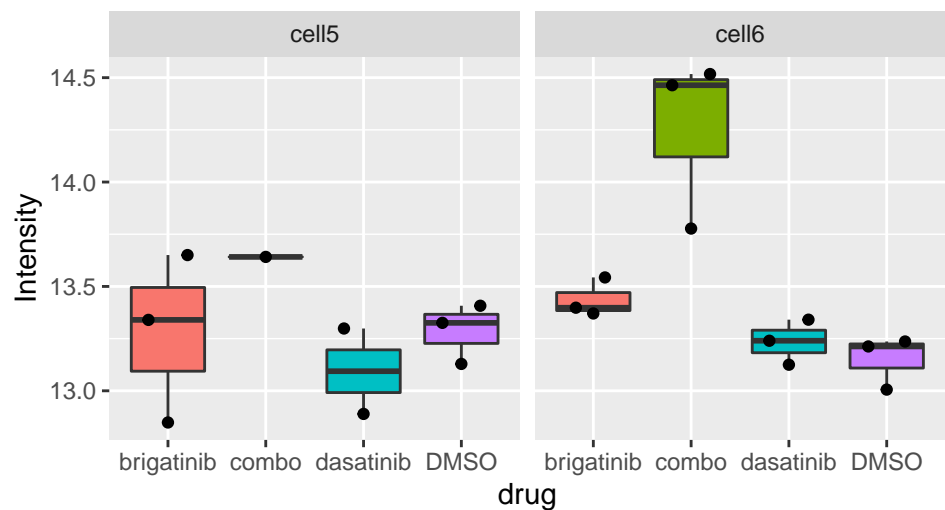 cell5
cell6
Intensity
14.5
14.0
13.5
13.0
brigatinib combo dasatinib DMSO
brigatinib combo dasatinib DMSO
drug